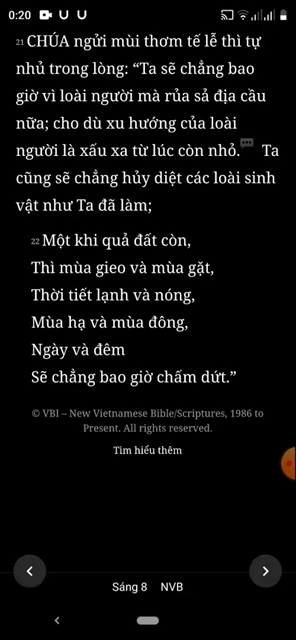 0:20
21 CHÚA ngửi mùi thơm tế lễ thì tự
nhủ trong lòng: “Ta sẽ chẳng bao
giờ vì loài người mà rủa sả địa cầu
nữa; cho dù xu hướng của loài
người là xấu xa từ lúc còn nhỏ. Ta
cũng sẽ chẳng hủy diệt các loài sinh
vật như Ta đã làm;
22 Một khi quả đất còn,
Thì mùa gieo và mùa gặt,
Thời tiết lạnh và nóng,
Mùa hạ và mùa đông,
Ngày và đêm
Sẽ chẳng bao giờ chấm dứt.”
© VBI – New Vietnamese Bible/Scriptures, 1986 to
Present. All rights reserved.
Tìm hiểu thêm
Sáng 8 NVB